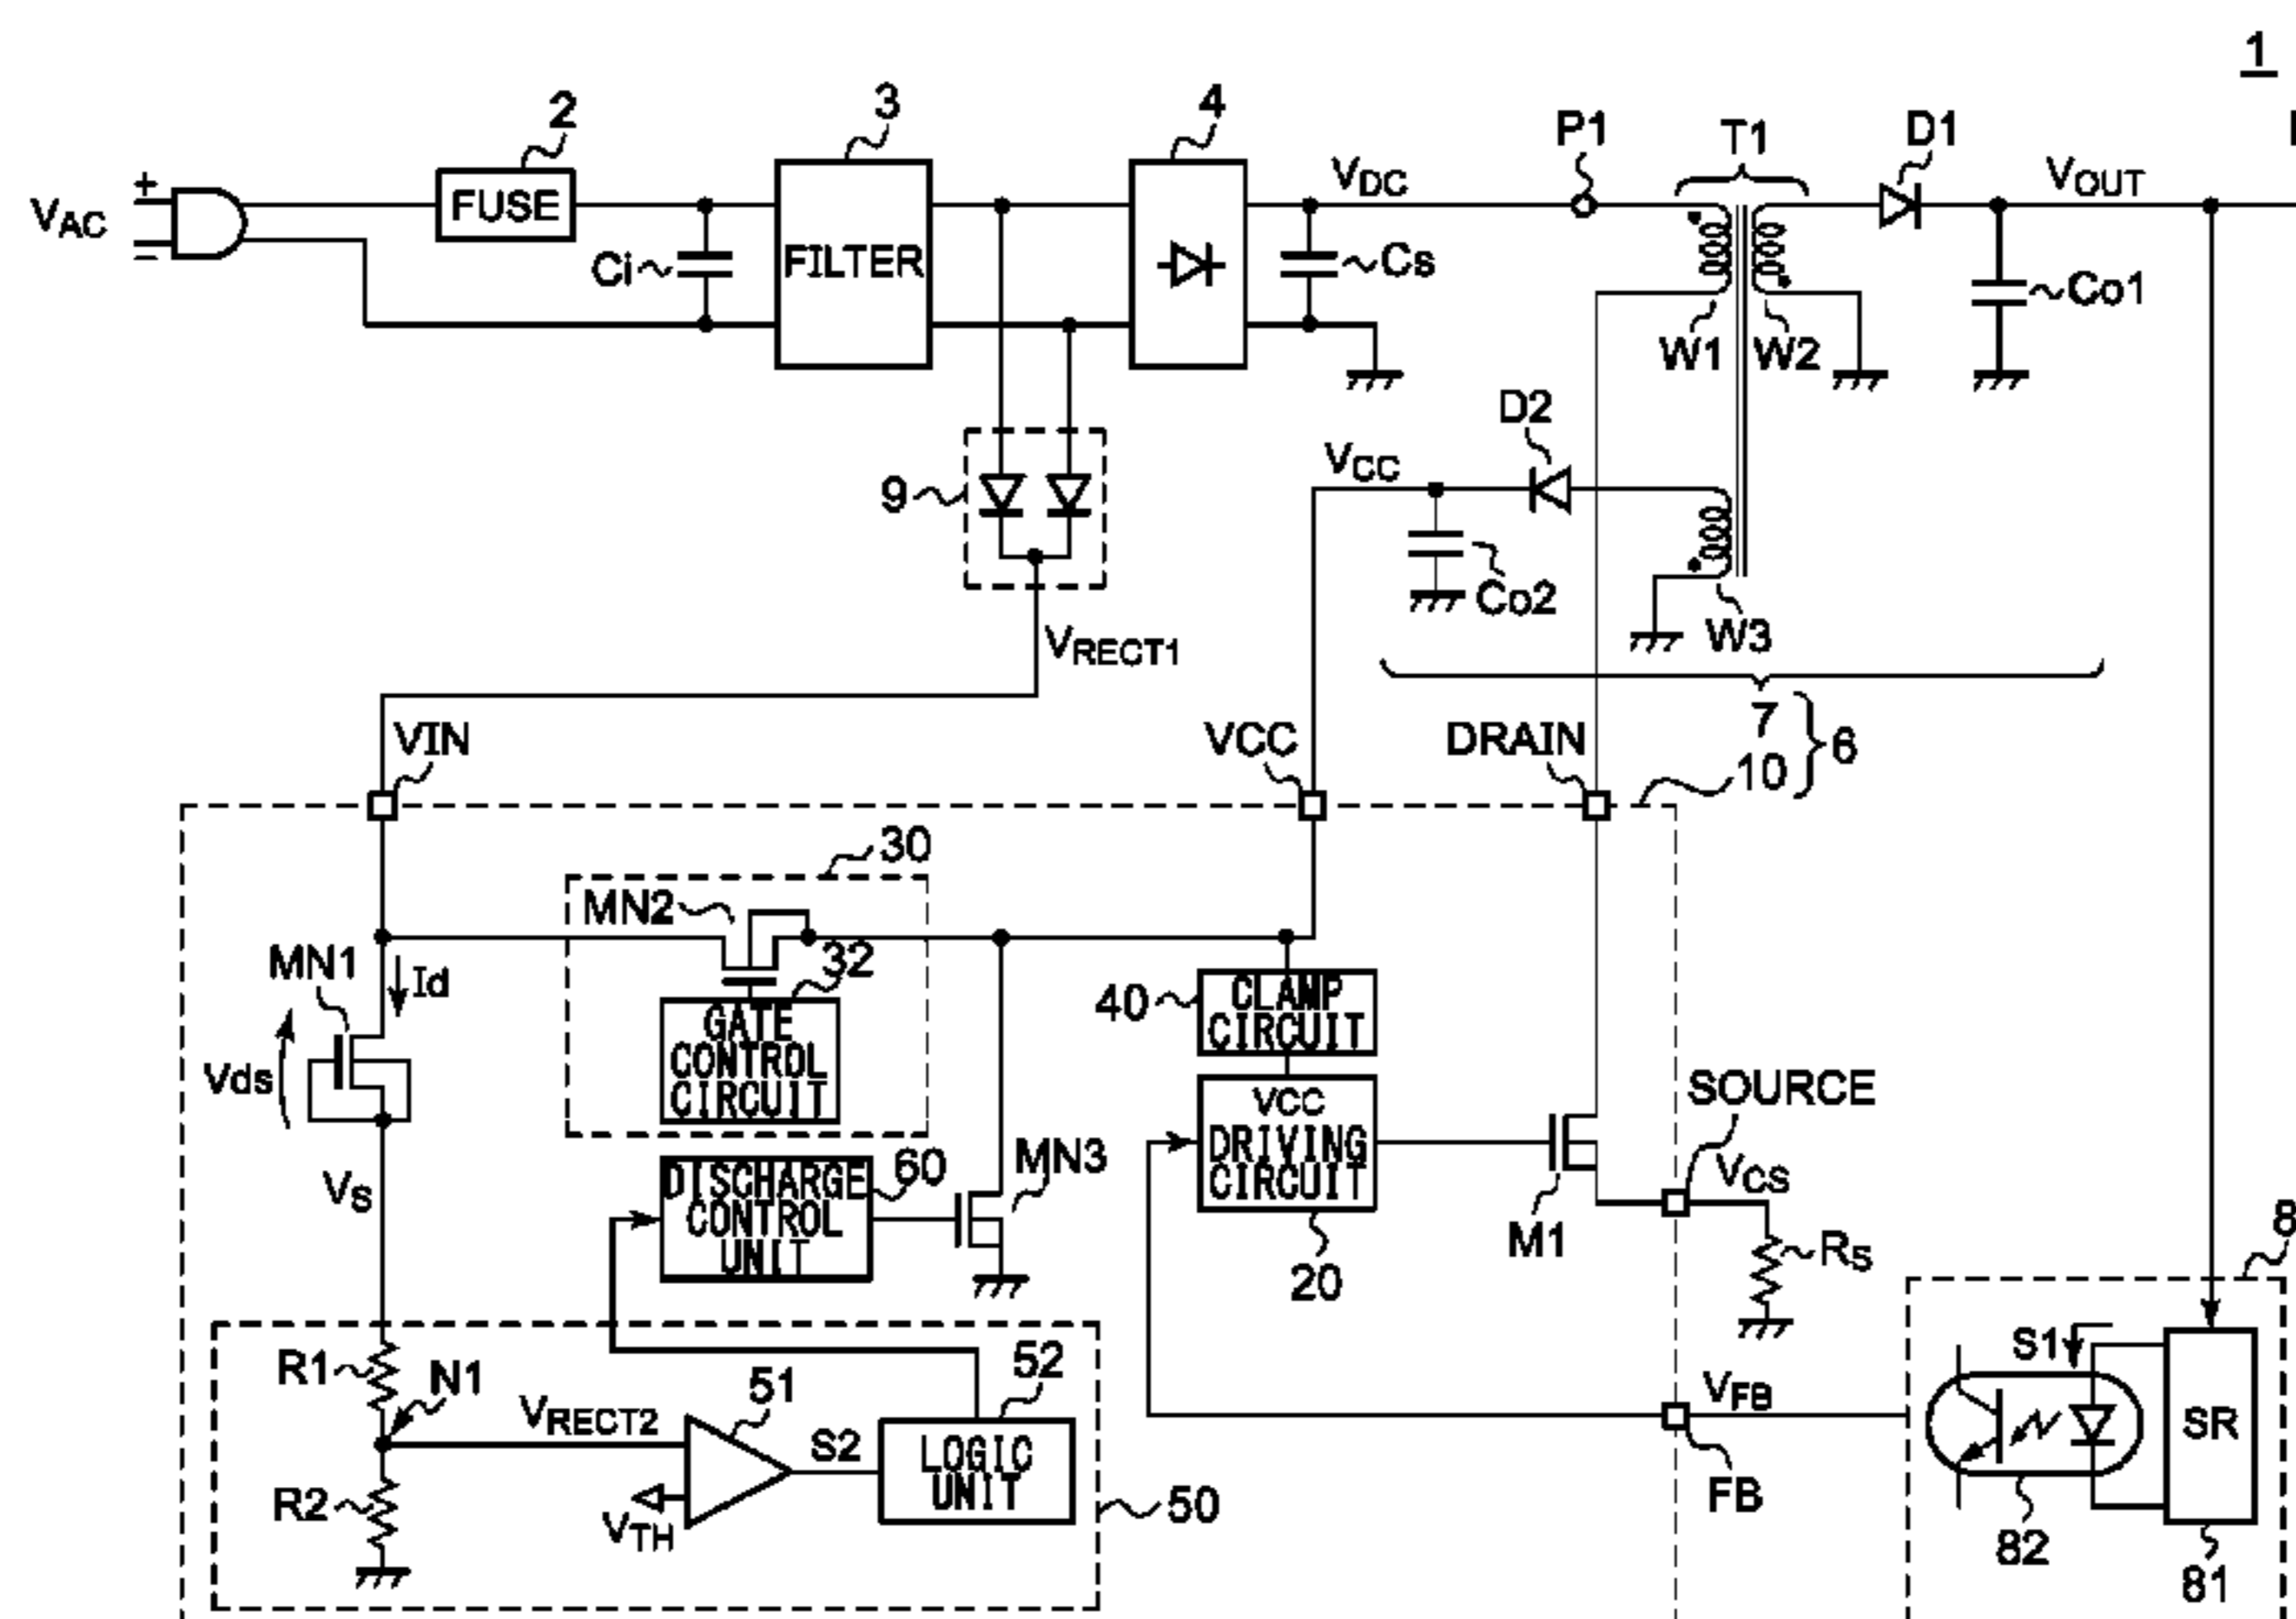 1
2
3
4
P1
T1
D1
VDC
VOUT
VAC
+
−
FUSE
FILTER
Ci
Cs
Co1
W1
W2
D2
VCC
9
Co2
W3
VRECT1
7
10
6
VIN
VCC
DRAIN
30
MN2
32
MN1
Id
40
CLAMP
CIRCUIT
GATE
CONTROL
CIRCUIT
Vds
SOURCE
VCC
DRIVING
CIRCUIT
VS
60
MN3
VCS
DISCHARGE
CONTROL
UNIT
M1
RS
20
8
R1
N1
52
51
S1
VRECT2
VFB
S2
LOGIC
UNIT
SR
R2
VTH
50
FB
82
81